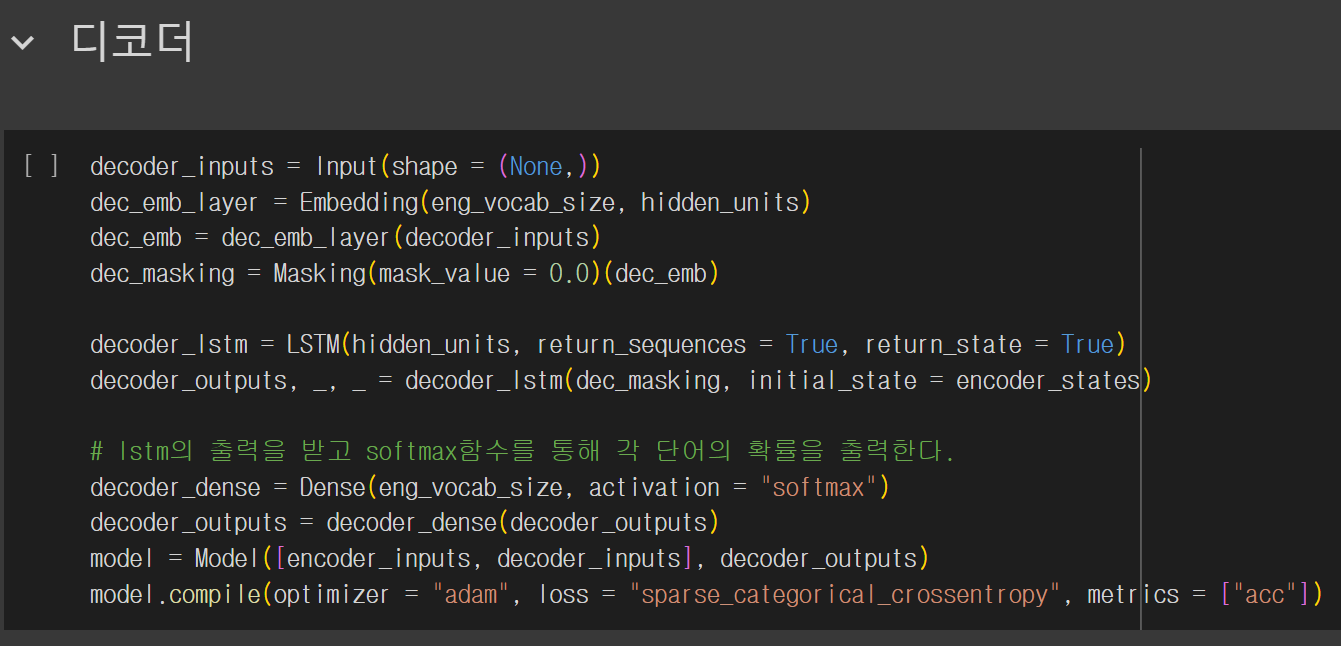 디코더
[ ] decoder_inputs = Input(shape = (None,))
dec_emb_layer = Embedding(eng_vocab_size, hidden_units)
dec_emb = dec_emb_layer(decoder_inputs)
dec_masking = Masking(mask_value = 0.0)(dec_emb)
decoder_lstm = LSTM(hidden_units, return_sequences = True, return_state = True)
decoder_outputs, _, _ = decoder_lstm(dec_masking, initial_state = encoder_states)
# lstm의 출력을 받고 softmax함수를 통해 각 단어의 확률을 출력한다.
decoder_dense = Dense(eng_vocab_size, activation = "softmax")
decoder_outputs = decoder_dense(decoder_outputs)
model = Model([encoder_inputs, decoder_inputs], decoder_outputs)
model.compile(optimizer = "adam", loss = "sparse_categorical_crossentropy", metrics = ["acc"])